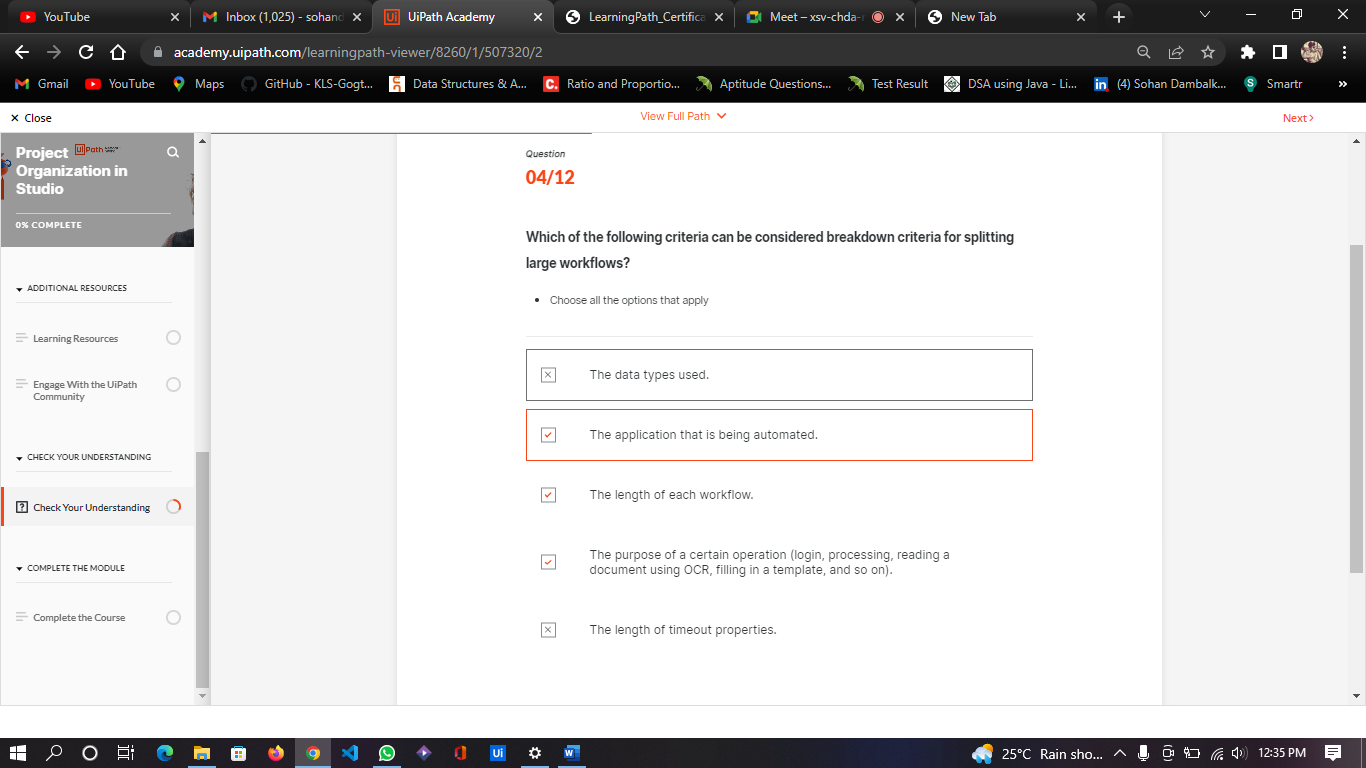 YouTube
Inbox (1,025) - sohand
UiPath Academy
LearningPath_Certifica
Meet – xsv-chda-r
New Tab
academy.uipath.com/learningpath-viewer/8260/1/507320/2
Gmail
YouTube
Maps
GitHub - KLS-Gogt...
Data Structures & A...
Ratio and Proportio...
Aptitude Questions...
Test Result
DSA using Java - Li...
(4) Sohan Dambalk...
Smartr
Close
View Full Path
Next
Project
Organization in
Studio
0% COMPLETE
ADDITIONAL RESOURCES
Learning Resources
Engage With the UiPath
Community
CHECK YOUR UNDERSTANDING
Check Your Understanding
COMPLETE THE MODULE
Complete the Course
Question
04/12
Which of the following criteria can be considered breakdown criteria for splitting
large workflows?
Choose all the options that apply
The data types used.
The application that is being automated.
The length of each workflow.
The purpose of a certain operation (login, processing, reading a
document using OCR, filling in a template, and so on).
The length of timeout properties.
25°C Rain sho...
12:35 PM